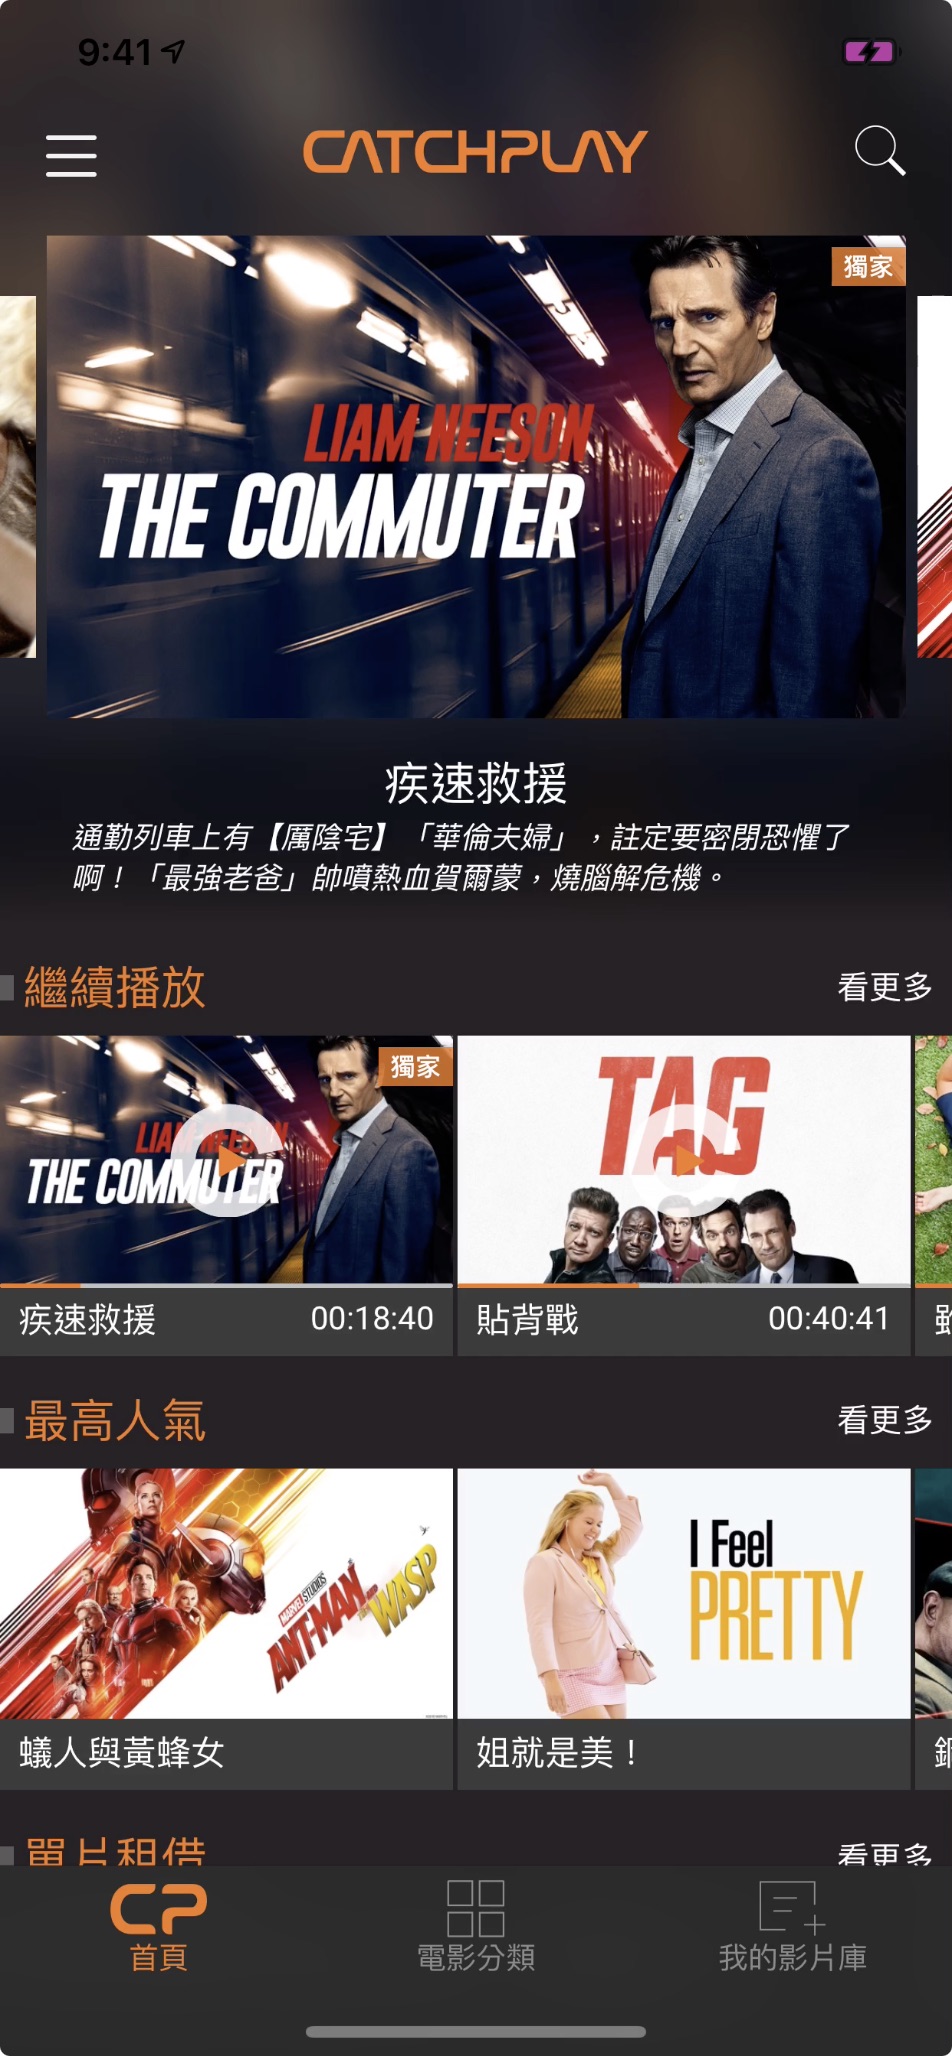 9:41
CATCHPLAY
獨家
LIAM NEESON
THE COMMUTER
疾速救援
通勤列車上有【厲陰宅】「華倫夫婦」，註定要密閉恐懼了
啊！「最強老爸」帥噴熱血賀爾蒙，燒腦解危機。
繼續播放
看更多
獨家
LIAM NEESON
THE COMMUTER
TAG
疾速救援
00:18:40
貼背戰
00:40:41
最高人氣
看更多
MARVEL STUDIOS
ANT-MAN
AND THE
WASP
I Feel
PRETTY
蟻人與黃蜂女
姐就是美！
單片租借
看更多
CP
首頁
電影分類
我的影片庫